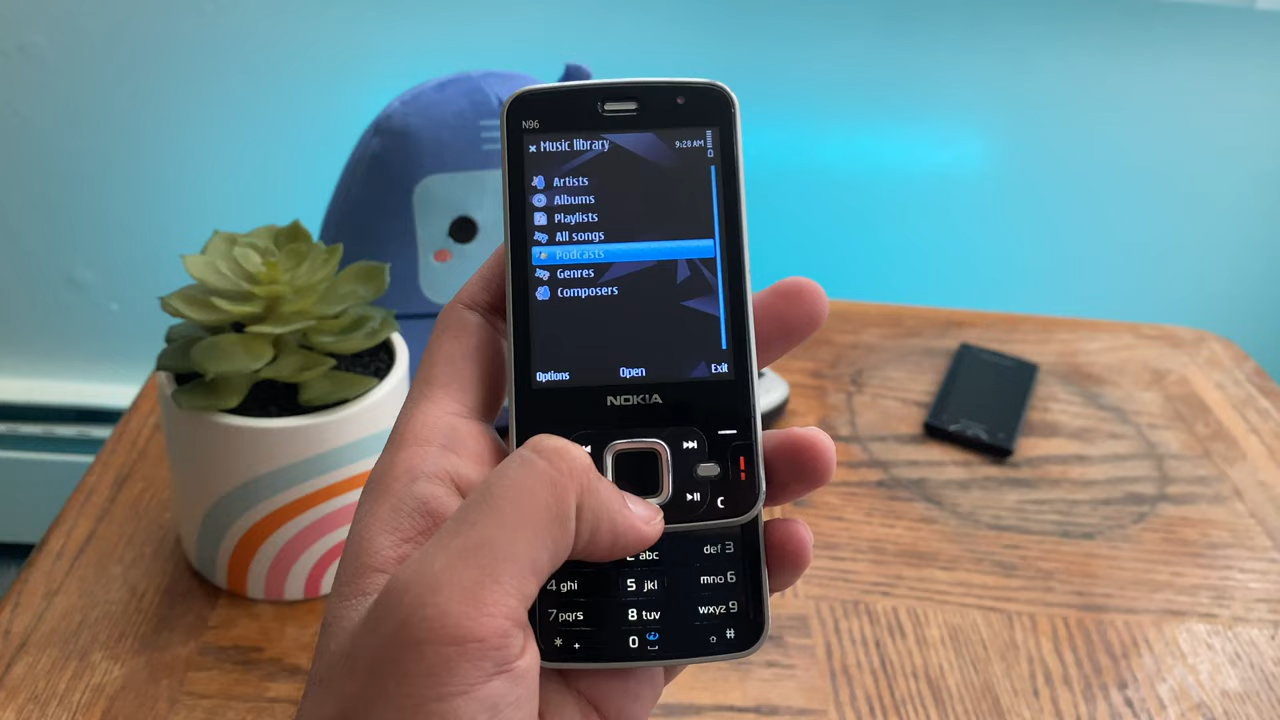 N96
Music library 9:28 AM
Artists
Albums
Playlists
All songs
Podcasts
Genres
Composers
Options Open Exit
NOKIA
C
abc def 3
4 ghi 5 jkl mno 6
7 pqrs 8 tuv wxyz 9
* + 0 #